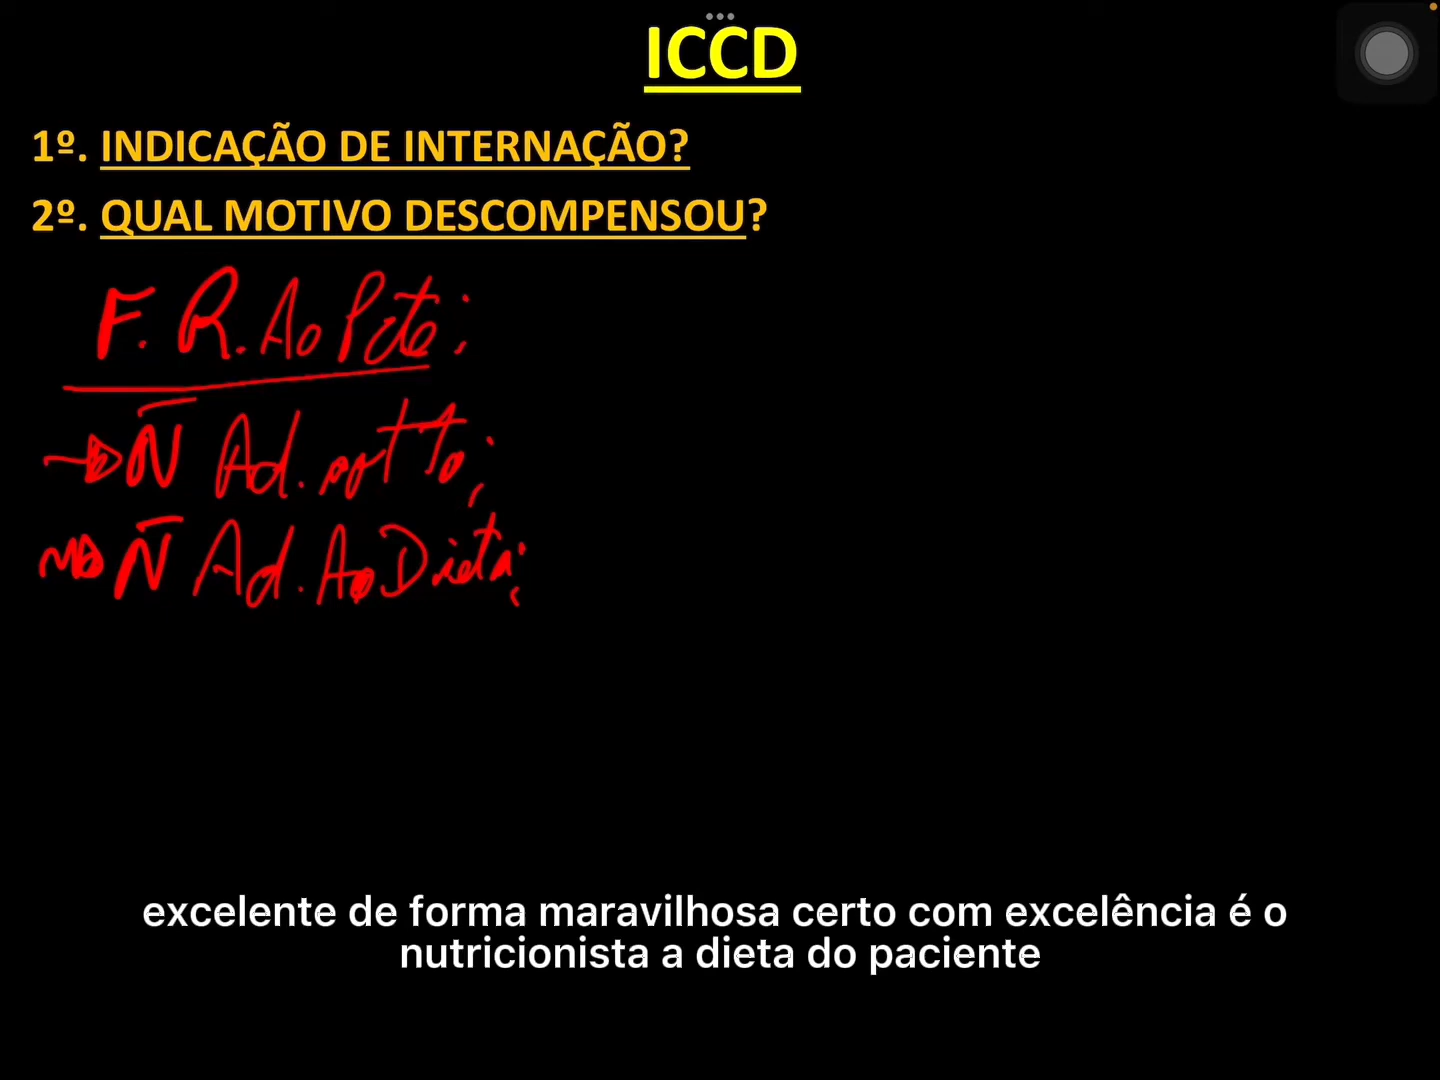 ICCD
1º. INDICAÇÃO DE INTERNAÇÃO?
2º. QUAL MOTIVO DESCOMPENSOU?
F. R. Ao Pcte;
Ñ Ad. tto;
Ñ Ad. Ao Dieta;
excelente de forma maravilhosa certo com excelência é o
nutricionista a dieta do paciente